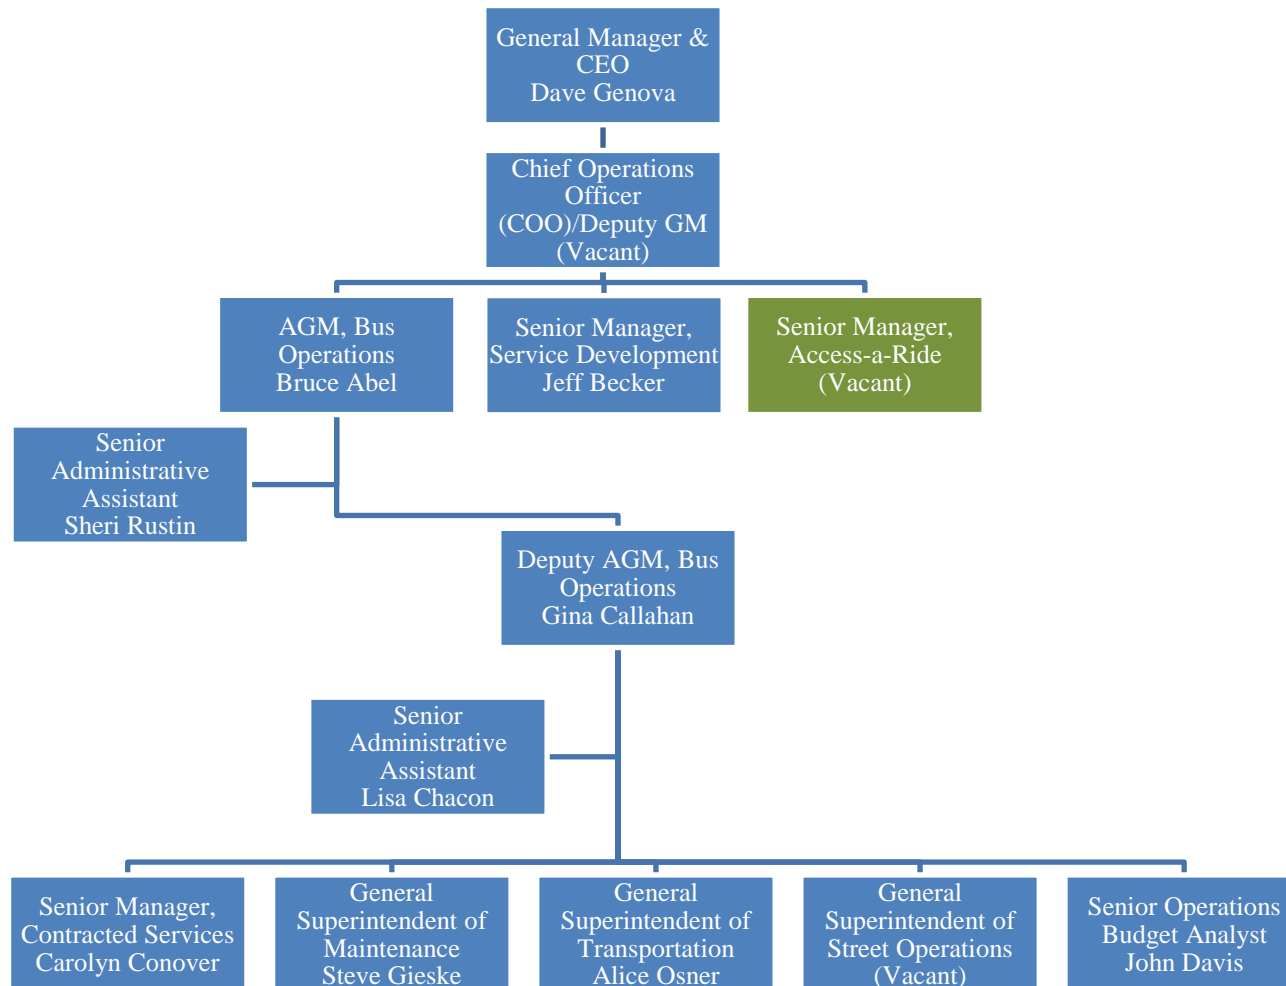 General Manager &
CEO
Dave Genova
Chief Operations
Officer
(COO)/Deputy GM
(Vacant)
AGM, Bus
Operations
Bruce Abel
Senior Manager,
Service Development
Jeff Becker
Senior Manager,
Access-a-Ride
(Vacant)
Senior
Administrative
Assistant
Sheri Rustin
Deputy AGM, Bus
Operations
Gina Callahan
Senior
Administrative
Assistant
Lisa Chacon
Senior Manager,
Contracted Services
Carolyn Conover
General
Superintendent of
Maintenance
Steve Gieske
General
Superintendent of
Transportation
Alice Osner
General
Superintendent of
Street Operations
(Vacant)
Senior Operations
Budget Analyst
John Davis